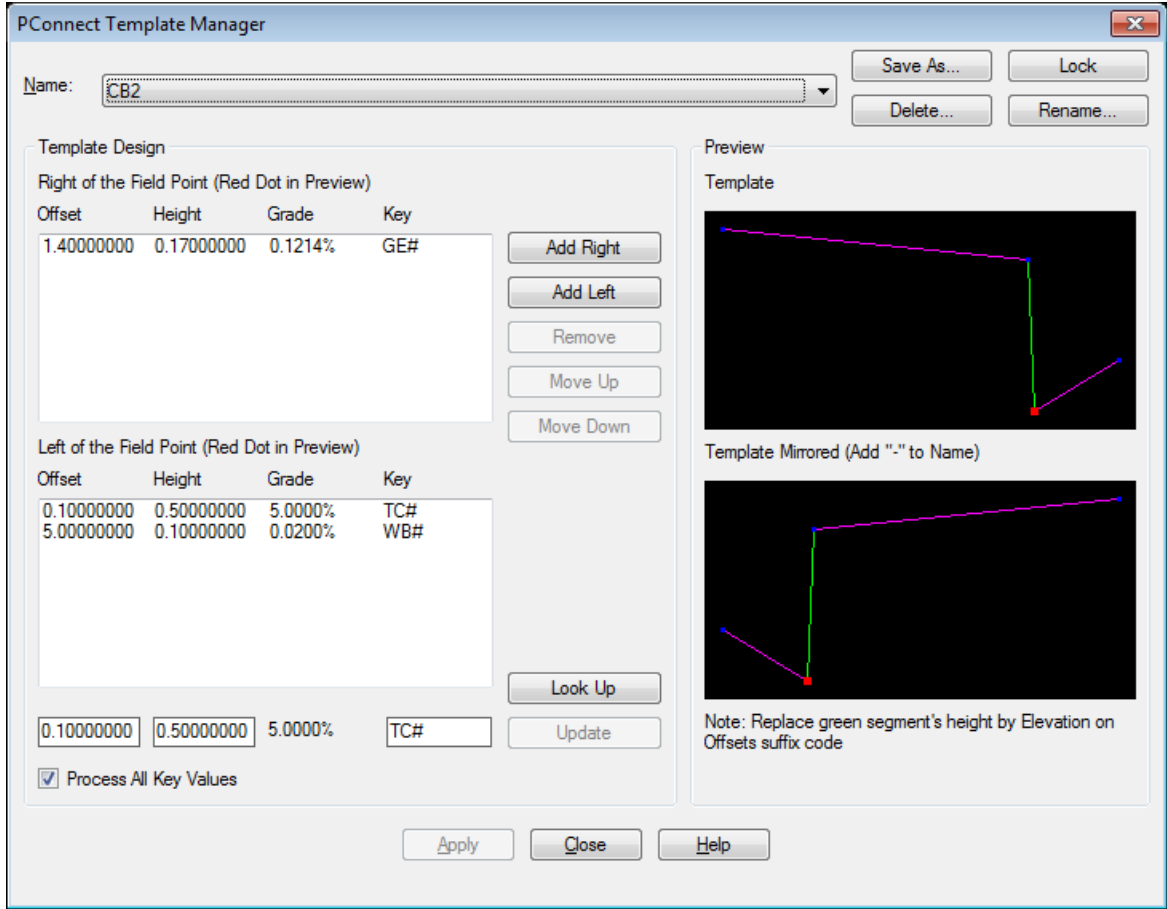 PConnect Template Manager
Name: CB2
Save As... Lock
Delete... Rename...
Template Design
Right of the Field Point (Red Dot in Preview)
Offset Height Grade Key
1.40000000 0.17000000 0.1214% GE#
Add Right
Add Left
Remove
Move Up
Move Down
Left of the Field Point (Red Dot in Preview)
Offset Height Grade Key
0.10000000 0.50000000 5.0000% TC#
5.00000000 0.10000000 0.0200% WB#
Look Up
0.10000000 0.50000000 5.0000% TC# Update
Process All Key Values
Preview
Template
Template Mirrored (Add "-" to Name)
Note: Replace green segment's height by Elevation on
Offsets suffix code
Apply Close Help